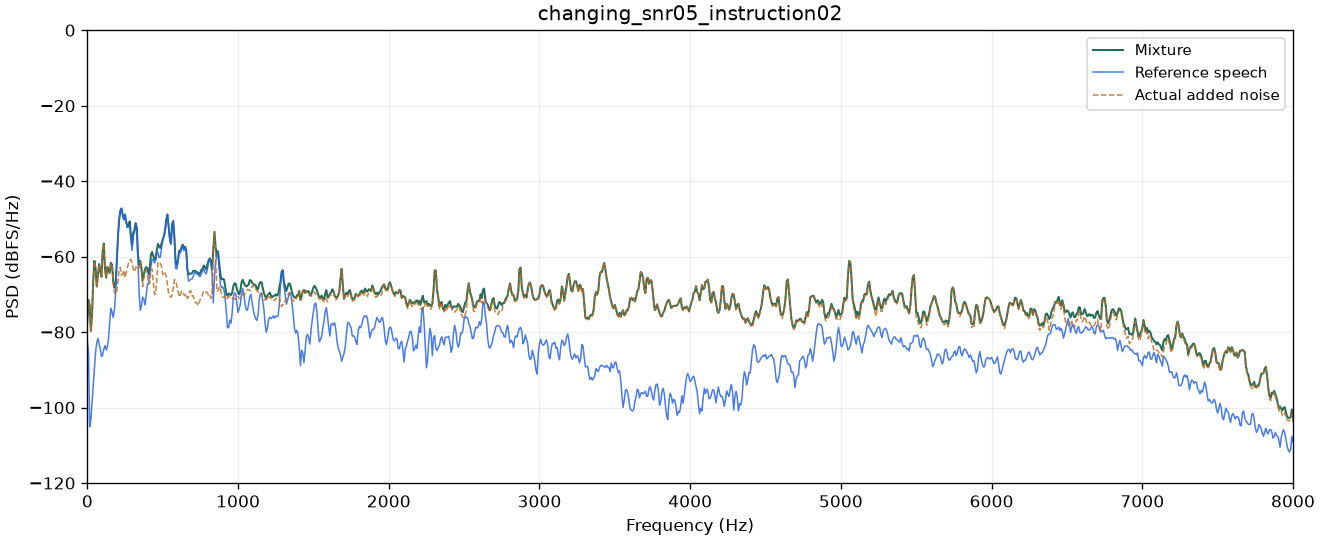 changing_snr05_instruction02
PSD (dBFS/Hz)
0
−20
−40
−60
−80
−100
−120
Mixture
Reference speech
Actual added noise
0 1000 2000 3000 4000 5000 6000 7000 8000
Frequency (Hz)